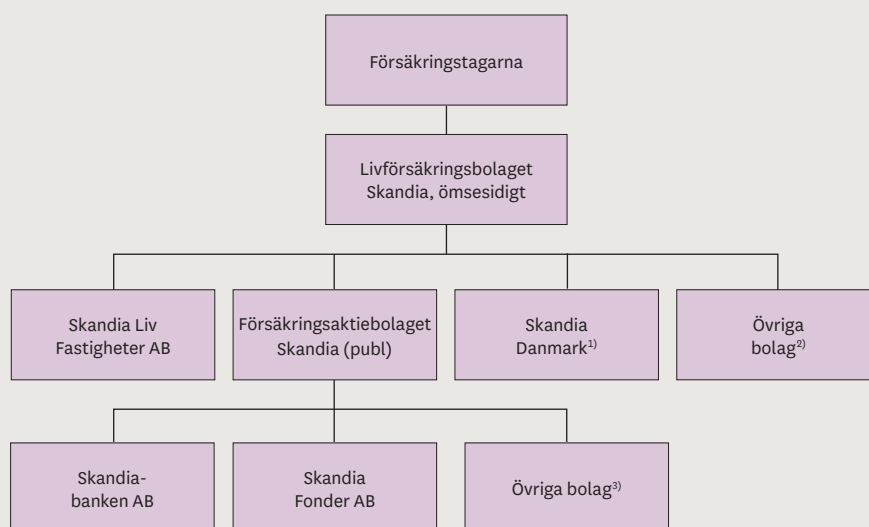 Försäkringstagarna
Livförsäkringsbolaget
Skandia, ömsesidigt
Skandia Liv
Fastigheter AB
Försäkringsaktiebolaget
Skandia (publ)
Skandia
Danmark1)
Övriga
bolag2)
Skandia-
banken AB
Skandia
Fonder AB
Övriga bolag3)